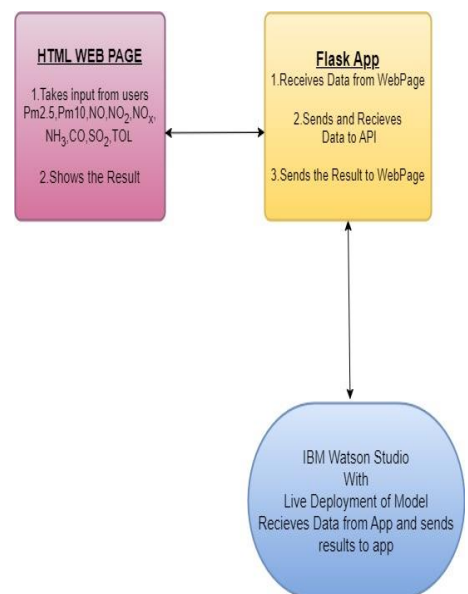 HTML WEB PAGE
1.Takes input from users
Pm2.5,Pm10,NO,NO₂,NOₓ,
NH₃,CO,SO₂,TOL
2.Shows the Result
Flask App
1.Receives Data from WebPage
2.Sends and Recieves
Data to API
3.Sends the Result to WebPage
IBM Watson Studio
With
Live Deployment of Model
Recieves Data from App and sends
results to app